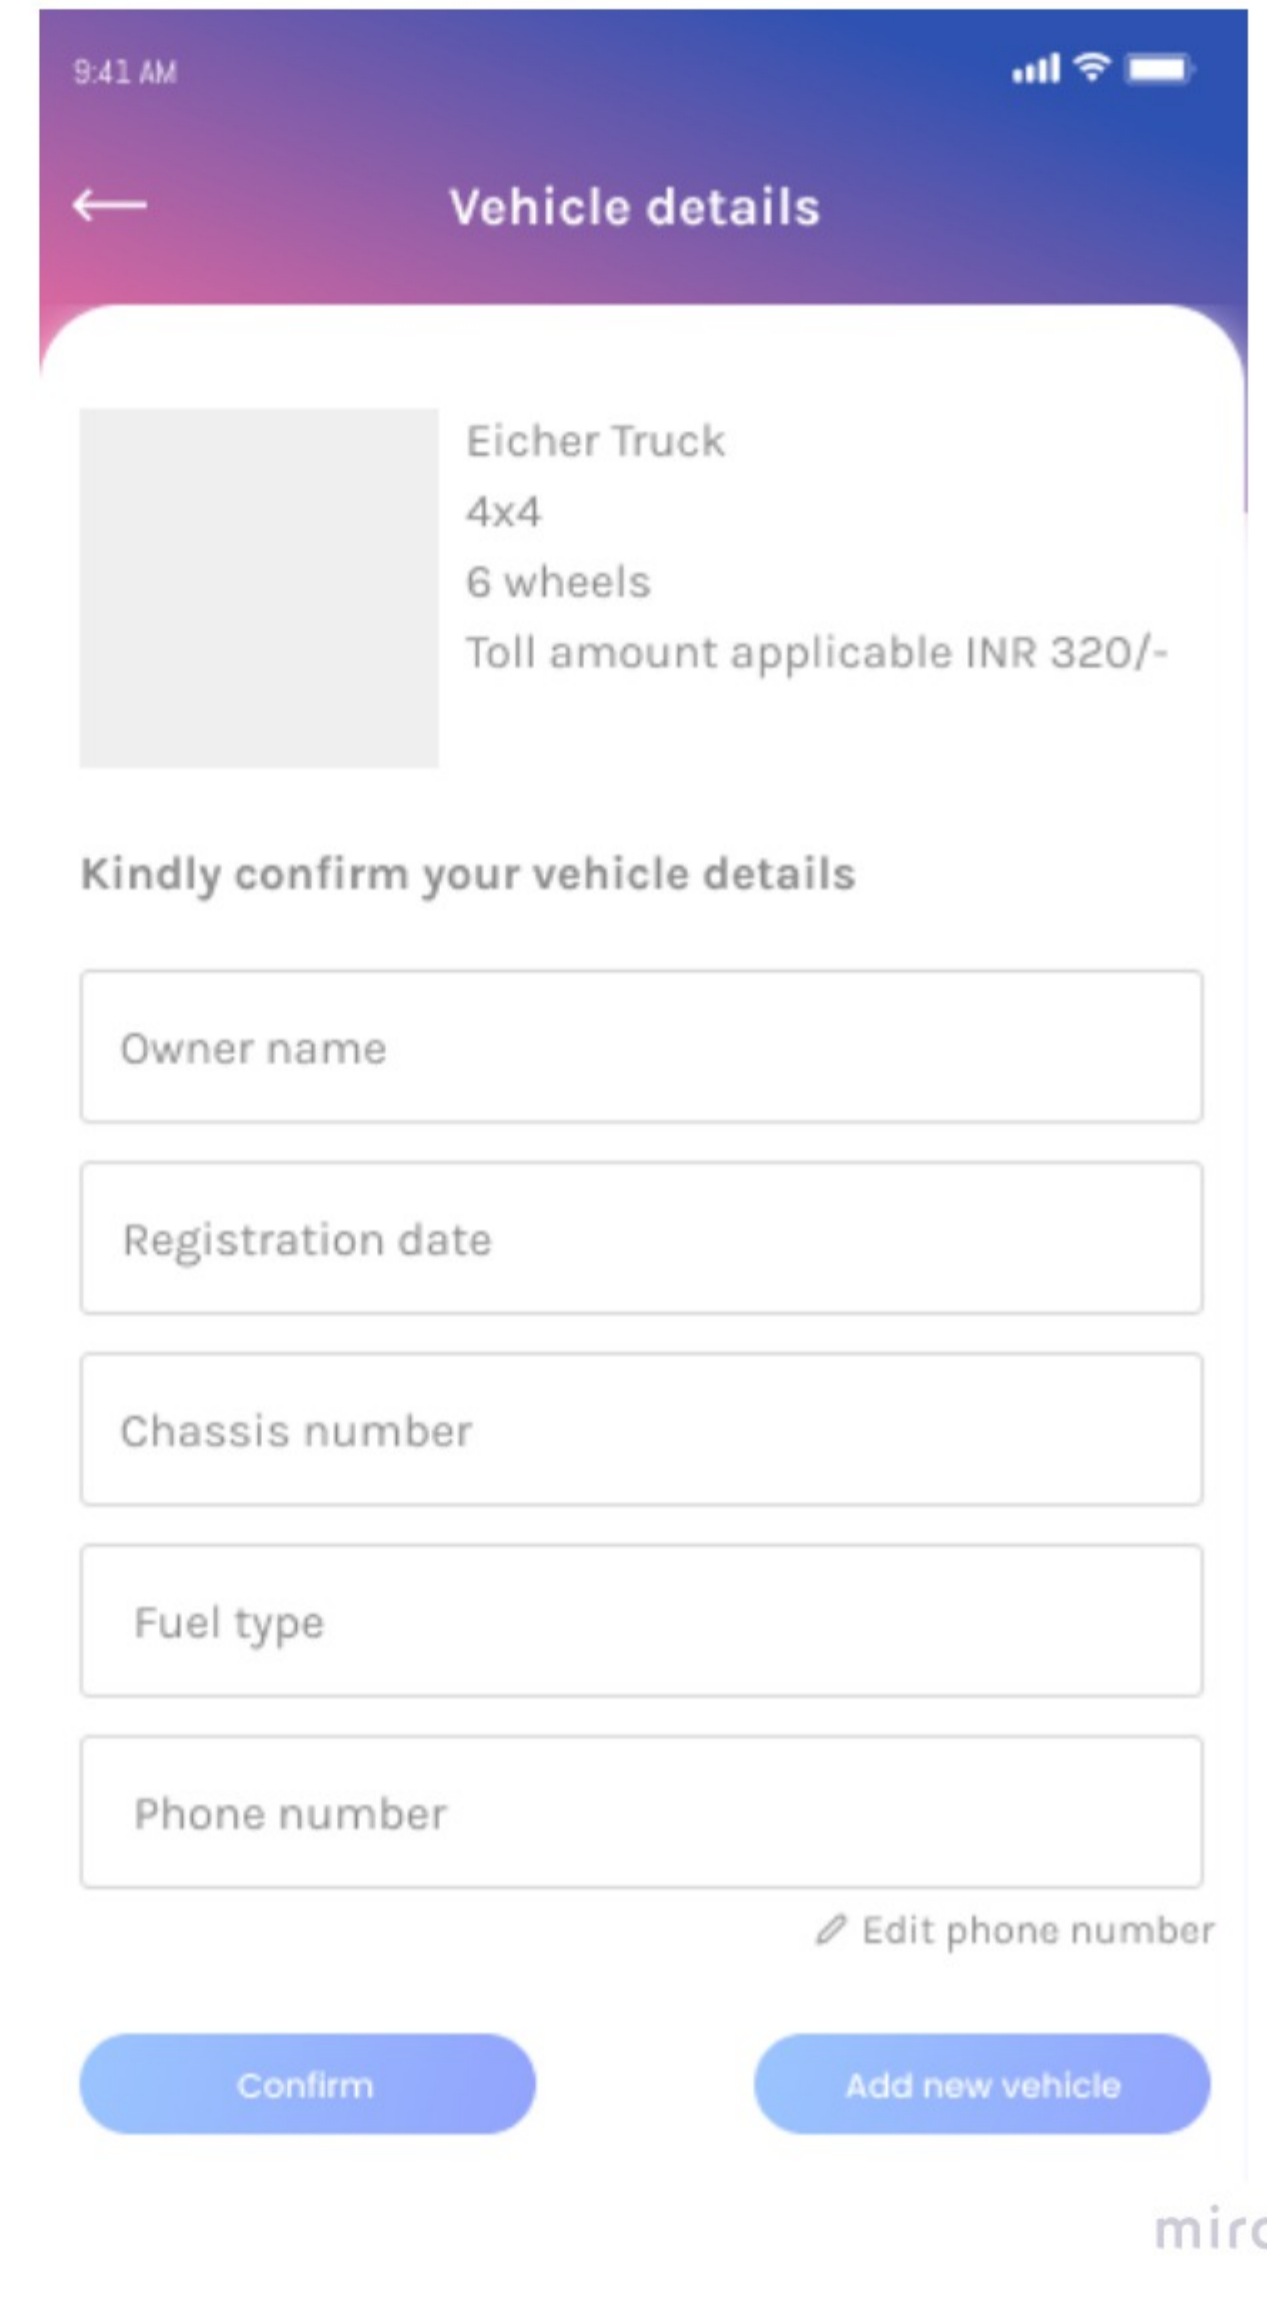 9:41 AM
Vehicle details
Eicher Truck
4x4
6 wheels
Toll amount applicable INR 320/-
Kindly confirm your vehicle details
Owner name
Registration date
Chassis number
Fuel type
Phone number
Edit phone number
Confirm
Add new vehicle